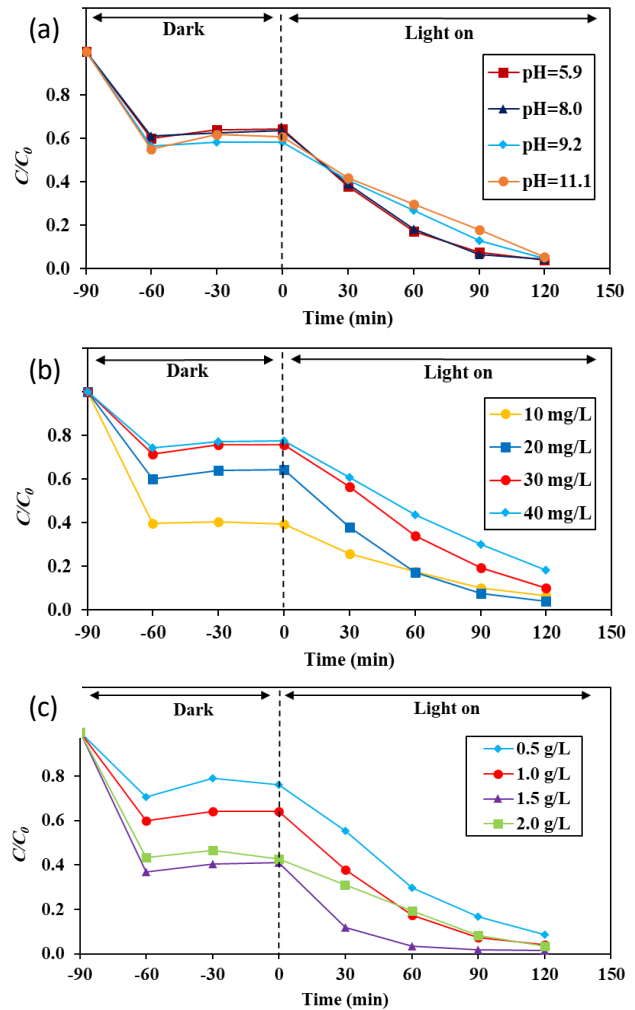 (a)
Dark
Light on
pH=5.9
pH=8.0
pH=9.2
pH=11.1
C/C0
0.8
0.6
0.4
0.2
0.0
-90 -60 -30 0 30 60 90 120 150
Time (min)
(b)
Dark
Light on
10 mg/L
20 mg/L
30 mg/L
40 mg/L
C/C0
0.8
0.6
0.4
0.2
0.0
-90 -60 -30 0 30 60 90 120 150
Time (min)
(c)
Dark
Light on
0.5 g/L
1.0 g/L
1.5 g/L
2.0 g/L
C/C0
0.8
0.6
0.4
0.2
0.0
-90 -60 -30 0 30 60 90 120 150
Time (min)